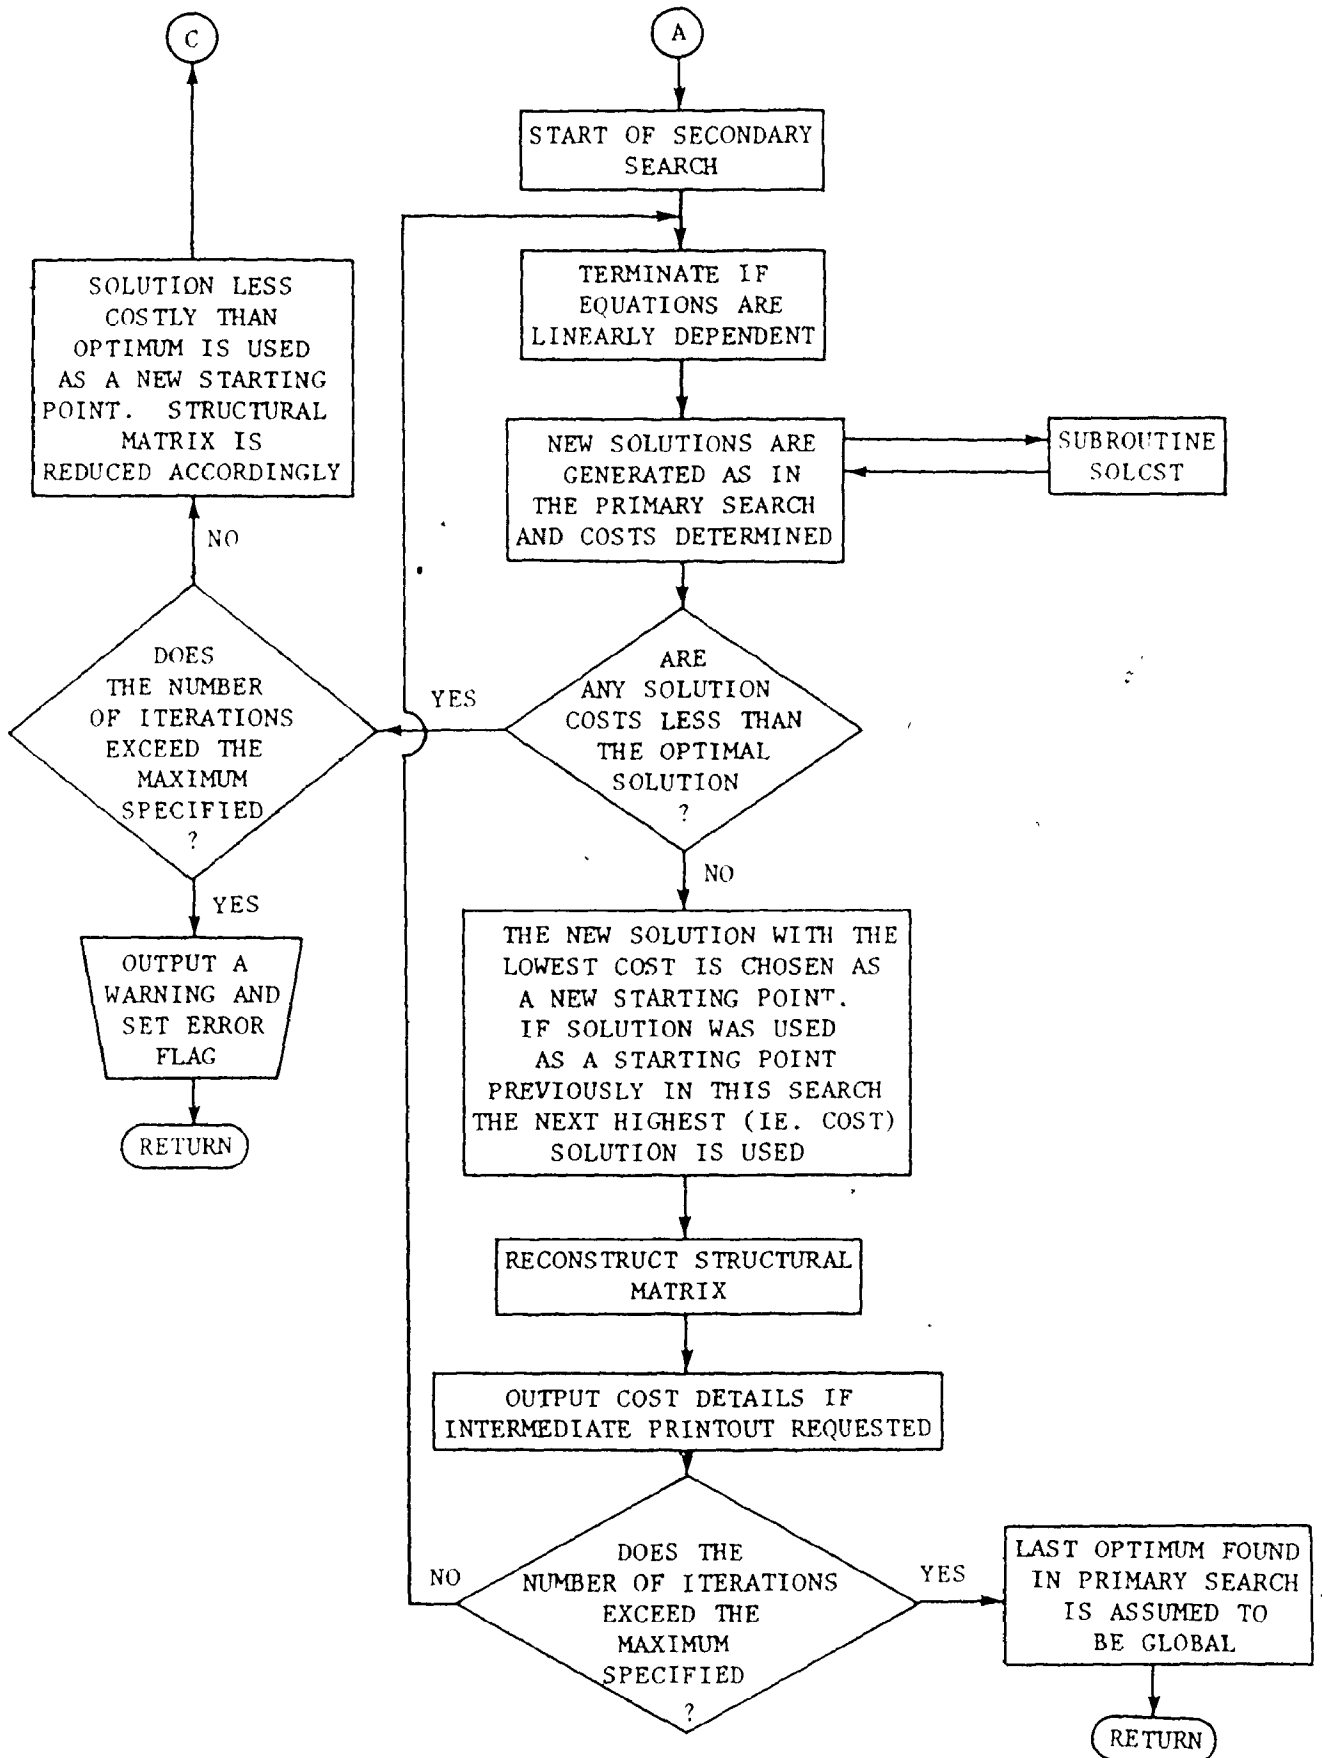 C
A
START OF SECONDARY
SEARCH
TERMINATE IF
EQUATIONS ARE
LINEARLY DEPENDENT
SOLUTION LESS
COSTLY THAN
OPTIMUM IS USED
AS A NEW STARTING
POINT. STRUCTURAL
MATRIX IS
REDUCED ACCORDINGLY
NEW SOLUTIONS ARE
GENERATED AS IN
THE PRIMARY SEARCH
AND COSTS DETERMINED
SUBROUTINE
SOLCST
NO
DOES
THE NUMBER
OF ITERATIONS
EXCEED THE
MAXIMUM
SPECIFIED
?
YES
ARE
ANY SOLUTION
COSTS LESS THAN
THE OPTIMAL
SOLUTION
?
YES
NO
OUTPUT A
WARNING AND
SET ERROR
FLAG
RETURN
THE NEW SOLUTION WITH THE
LOWEST COST IS CHOSEN AS
A NEW STARTING POINT.
IF SOLUTION WAS USED
AS A STARTING POINT
PREVIOUSLY IN THIS SEARCH
THE NEXT HIGHEST (IE. COST)
SOLUTION IS USED
RECONSTRUCT STRUCTURAL
MATRIX
OUTPUT COST DETAILS IF
INTERMEDIATE PRINTOUT REQUESTED
NO
DOES THE
NUMBER OF ITERATIONS
EXCEED THE
MAXIMUM
SPECIFIED
?
YES
LAST OPTIMUM FOUND
IN PRIMARY SEARCH
IS ASSUMED TO
BE GLOBAL
RETURN